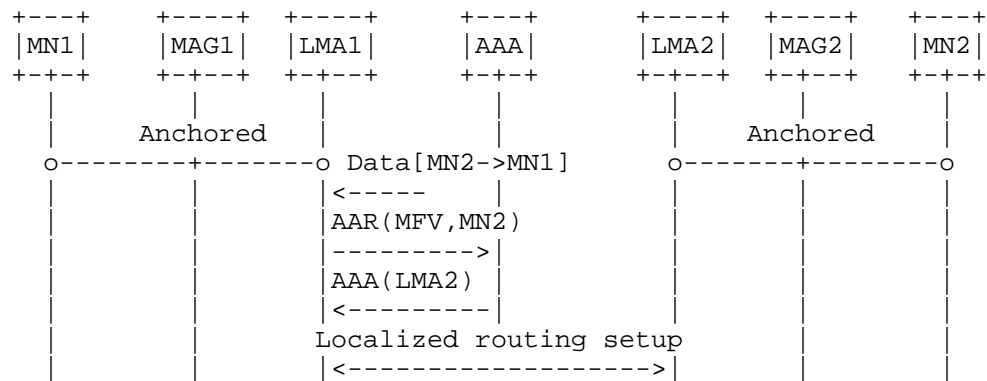 MN1 MAG1 LMA1 AAA LMA2 MAG2 MN2
Anchored Anchored
Data[MN2->MN1]
AAR(MFV,MN2)
AAA(LMA2)
Localized routing setup